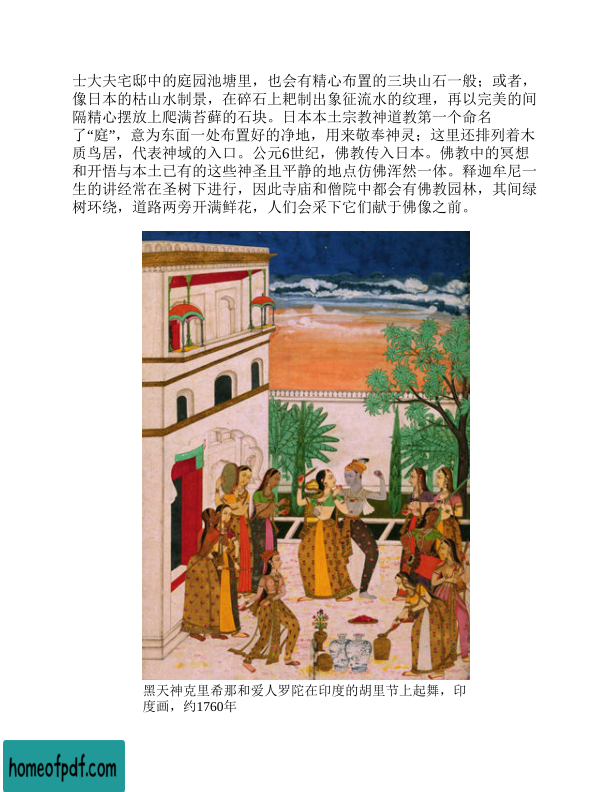 士大夫宅邸中的庭园池塘里，也会有精心布置的三块山石一般；或者，
像日本的枯山水制景，在碎石上耙制出象征流水的纹理，再以完美的间
隔精心摆放上爬满苔藓的石块。日本本土宗教神道教第一个命名
了“庭”，意为东面一处布置好的净地，用来敬奉神灵；这里还排列着木
质鸟居，代表神域的入口。公元6世纪，佛教传入日本。佛教中的冥想
和开悟与本土已有的这些神圣且平静的地点仿佛浑然一体。释迦牟尼一
生的讲经常在圣树下进行，因此寺庙和僧院中都会有佛教园林，其间绿
树环绕，道路两旁开满鲜花，人们会采下它们献于佛像之前。
黑天神克里希那和爱人罗陀在印度的胡里节上起舞，印
度画，约1760年
homeofpdf.com